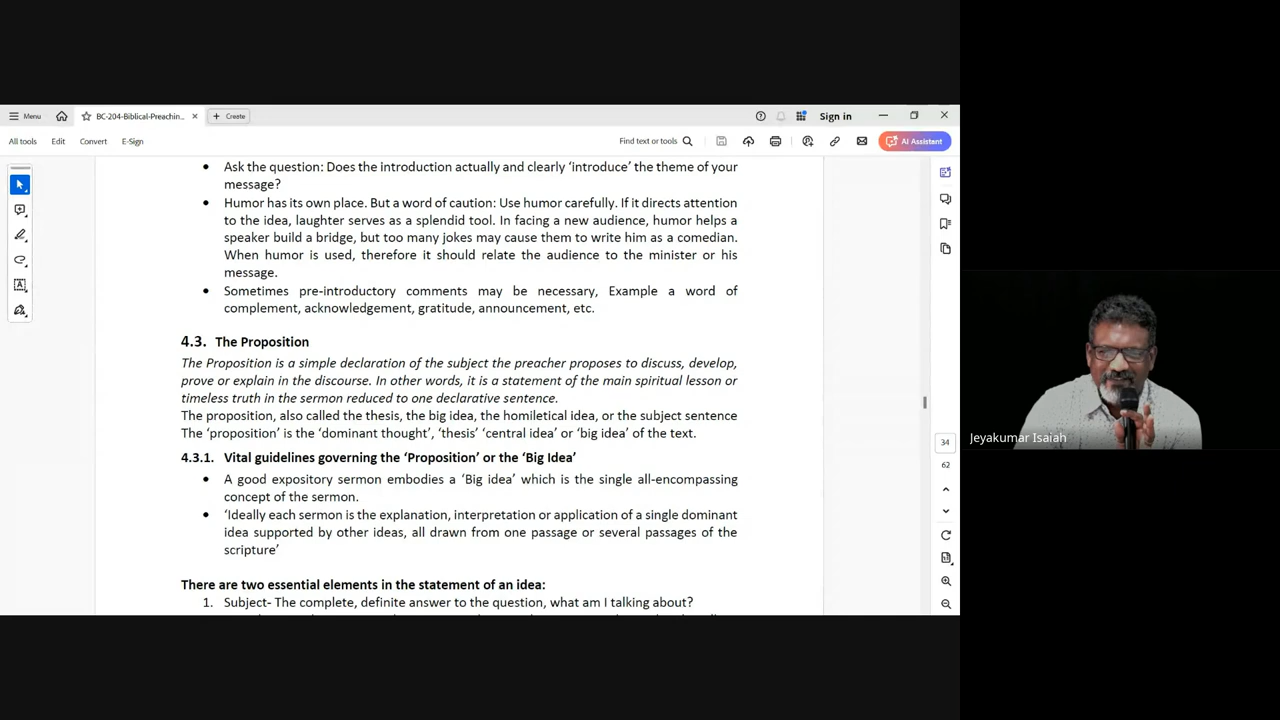 Menu
BC-204-Biblical-Preachin...
Create
Sign in
All tools
Edit
Convert
E-Sign
Find text or tools
AI Assistant
• Ask the question: Does the introduction actually and clearly ‘introduce’ the theme of your
message?
• Humor has its own place. But a word of caution: Use humor carefully. If it directs attention
to the idea, laughter serves as a splendid tool. In facing a new audience, humor helps a
speaker build a bridge, but too many jokes may cause them to write him as a comedian.
When humor is used, therefore it should relate the audience to the minister or his
message.
• Sometimes pre-introductory comments may be necessary, Example a word of
complement, acknowledgement, gratitude, announcement, etc.
4.3. The Proposition
The Proposition is a simple declaration of the subject the preacher proposes to discuss, develop,
prove or explain in the discourse. In other words, it is a statement of the main spiritual lesson or
timeless truth in the sermon reduced to one declarative sentence.
The proposition, also called the thesis, the big idea, the homiletical idea, or the subject sentence
The ‘proposition’ is the ‘dominant thought’, ‘thesis’ ‘central idea’ or ‘big idea’ of the text.
4.3.1. Vital guidelines governing the ‘Proposition’ or the ‘Big Idea’
• A good expository sermon embodies a ‘Big idea’ which is the single all-encompassing
concept of the sermon.
• ‘Ideally each sermon is the explanation, interpretation or application of a single dominant
idea supported by other ideas, all drawn from one passage or several passages of the
scripture’
There are two essential elements in the statement of an idea:
1. Subject- The complete, definite answer to the question, what am I talking about?
34
62
Jeyakumar Isaiah